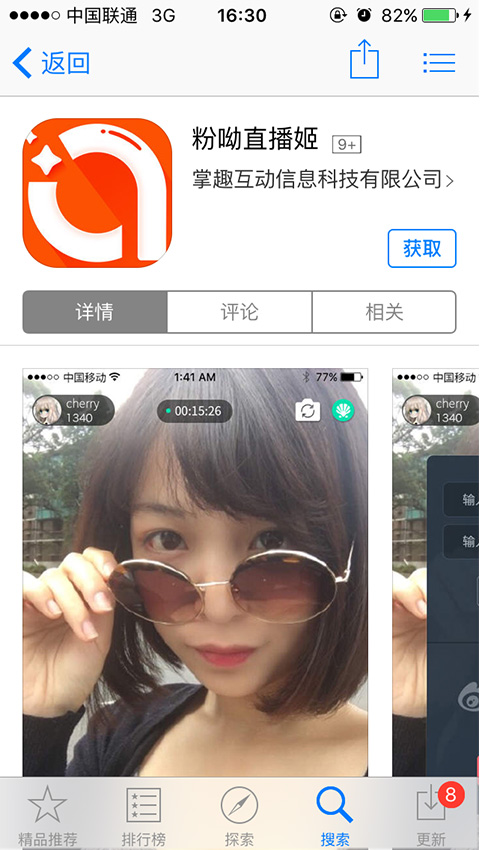 中国联通 3G 16:30 82%
返回
粉呦直播姬 9+
掌趣互动信息科技有限公司
获取
详情 评论 相关
中国移动 1:41 AM 77%
中国移动
cherry
1340
00:15:26
cherry
1340
输入
输入
8
精品推荐 排行榜 探索 搜索 更新